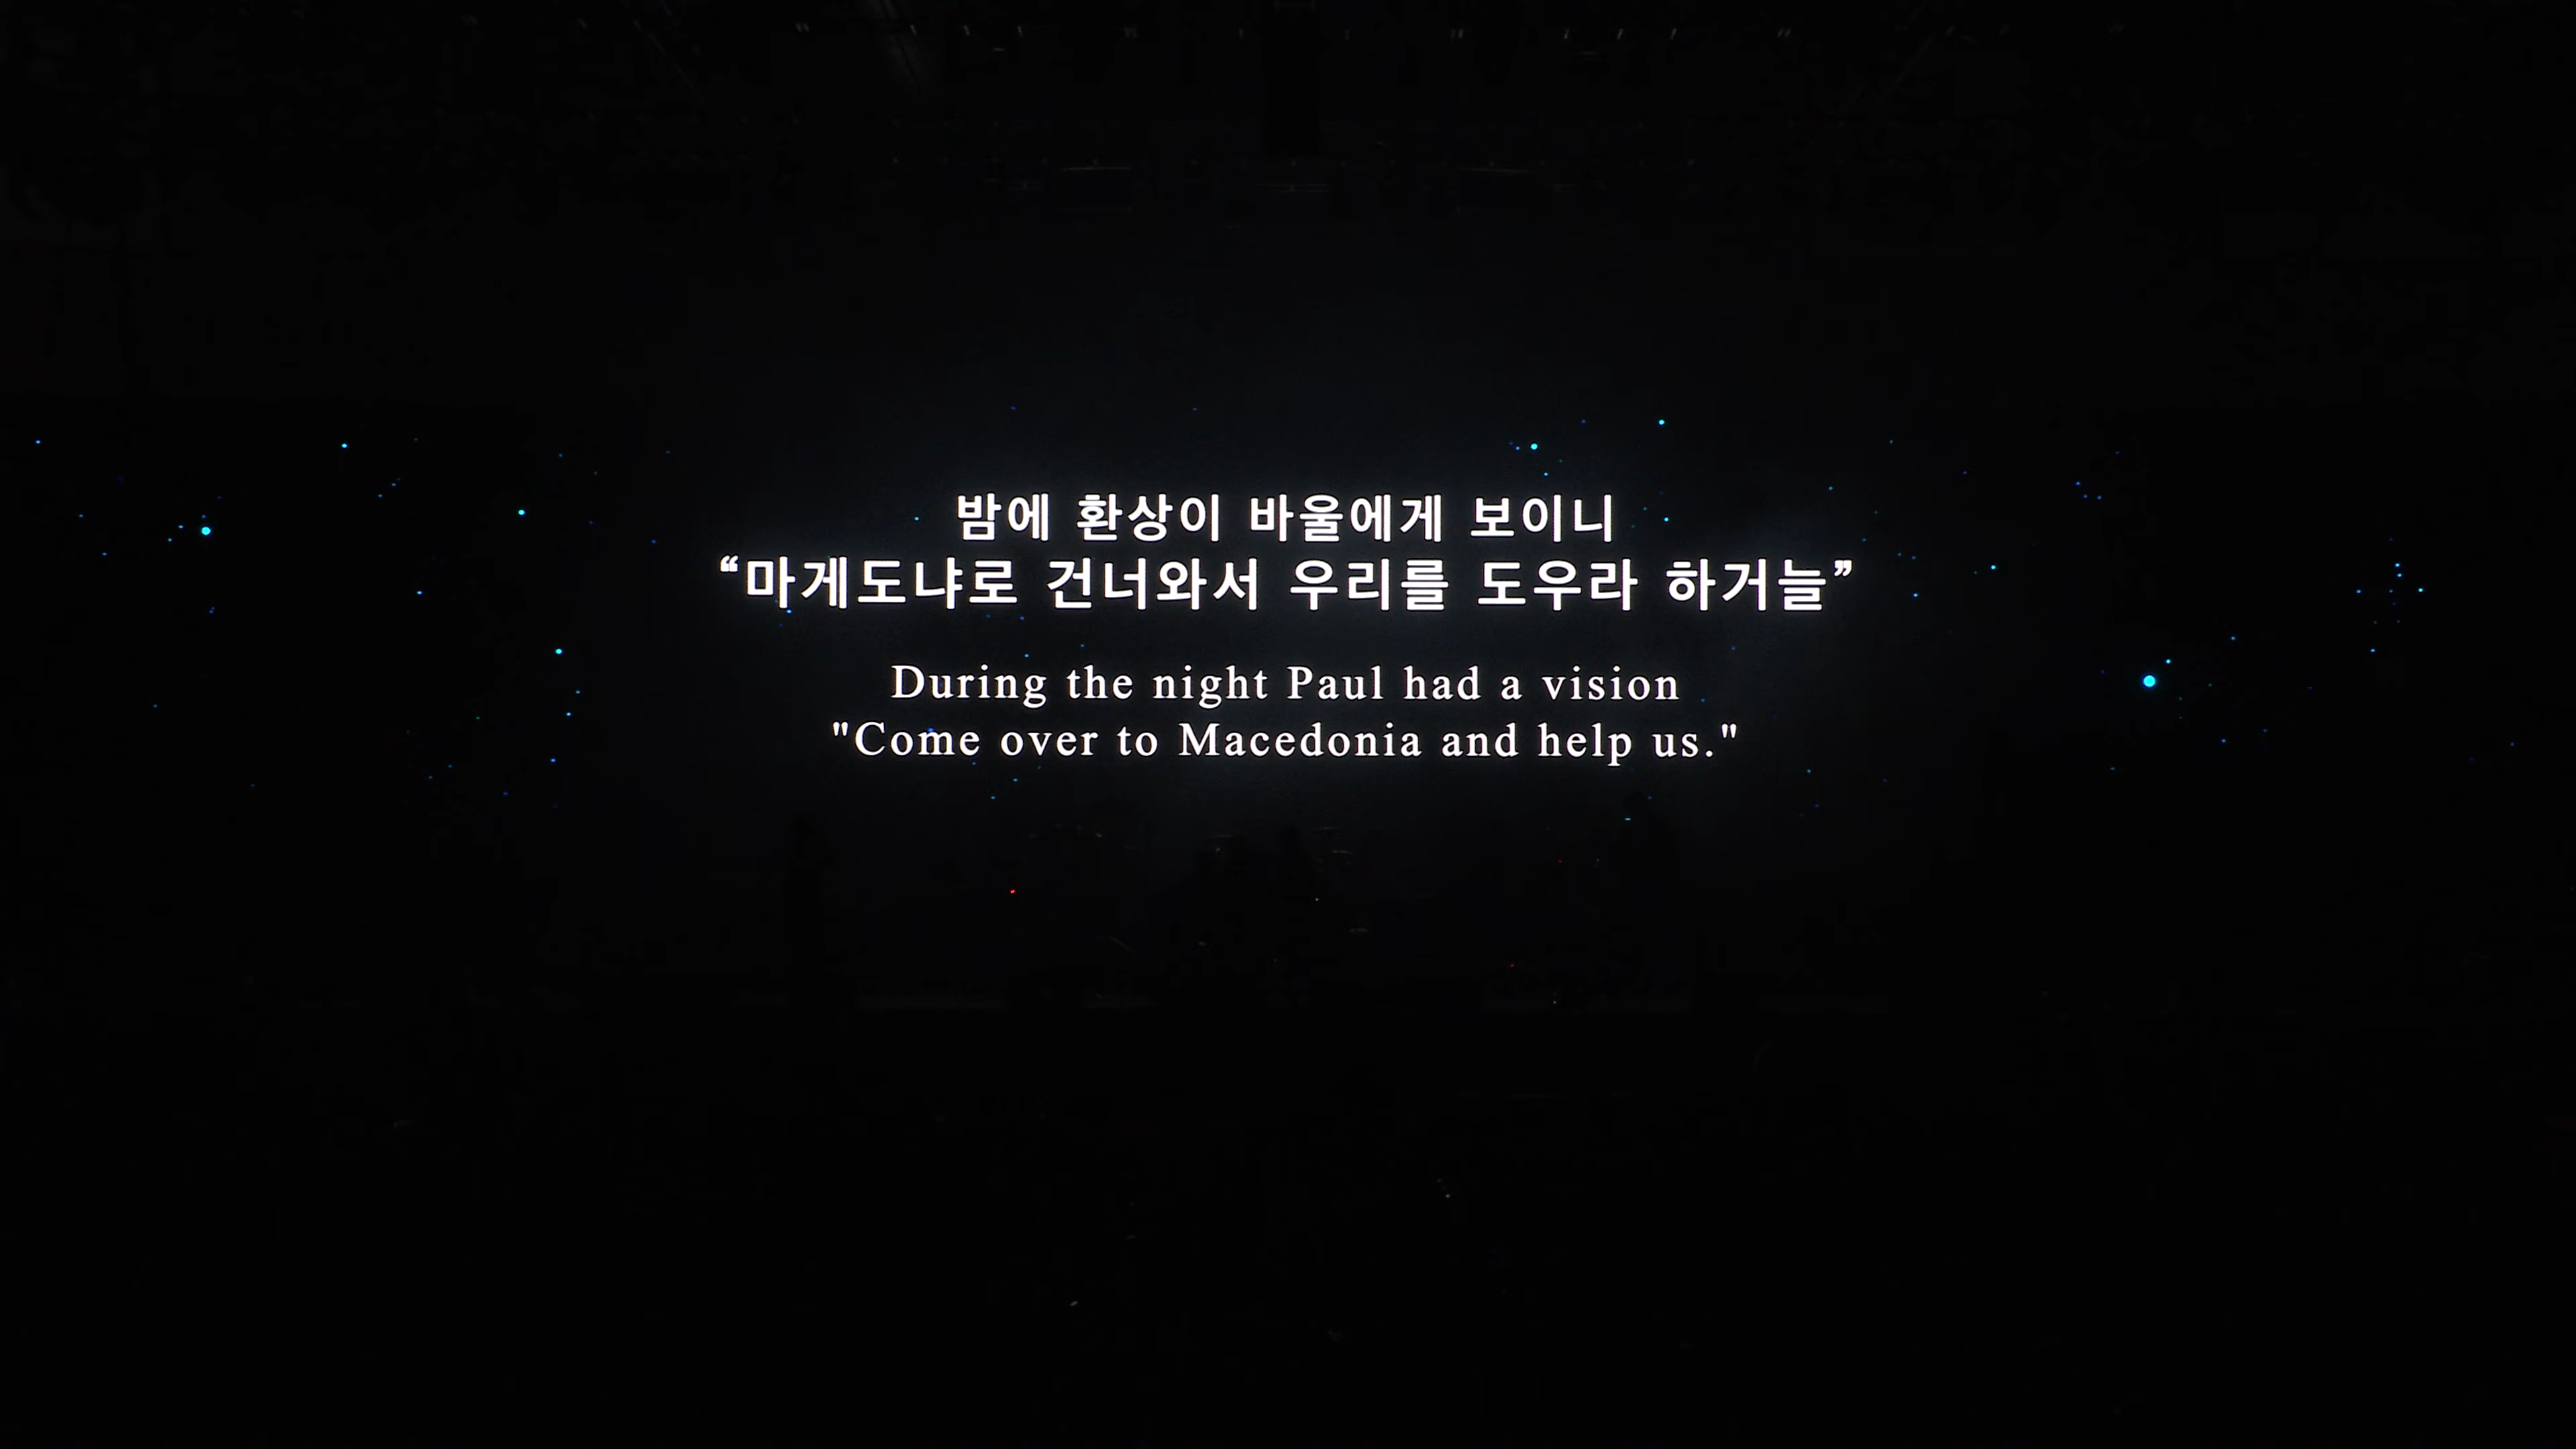 밤에 환상이 바울에게 보이니
“마게도냐로 건너와서 우리를 도우라 하거늘”
During the night Paul had a vision
"Come over to Macedonia and help us."